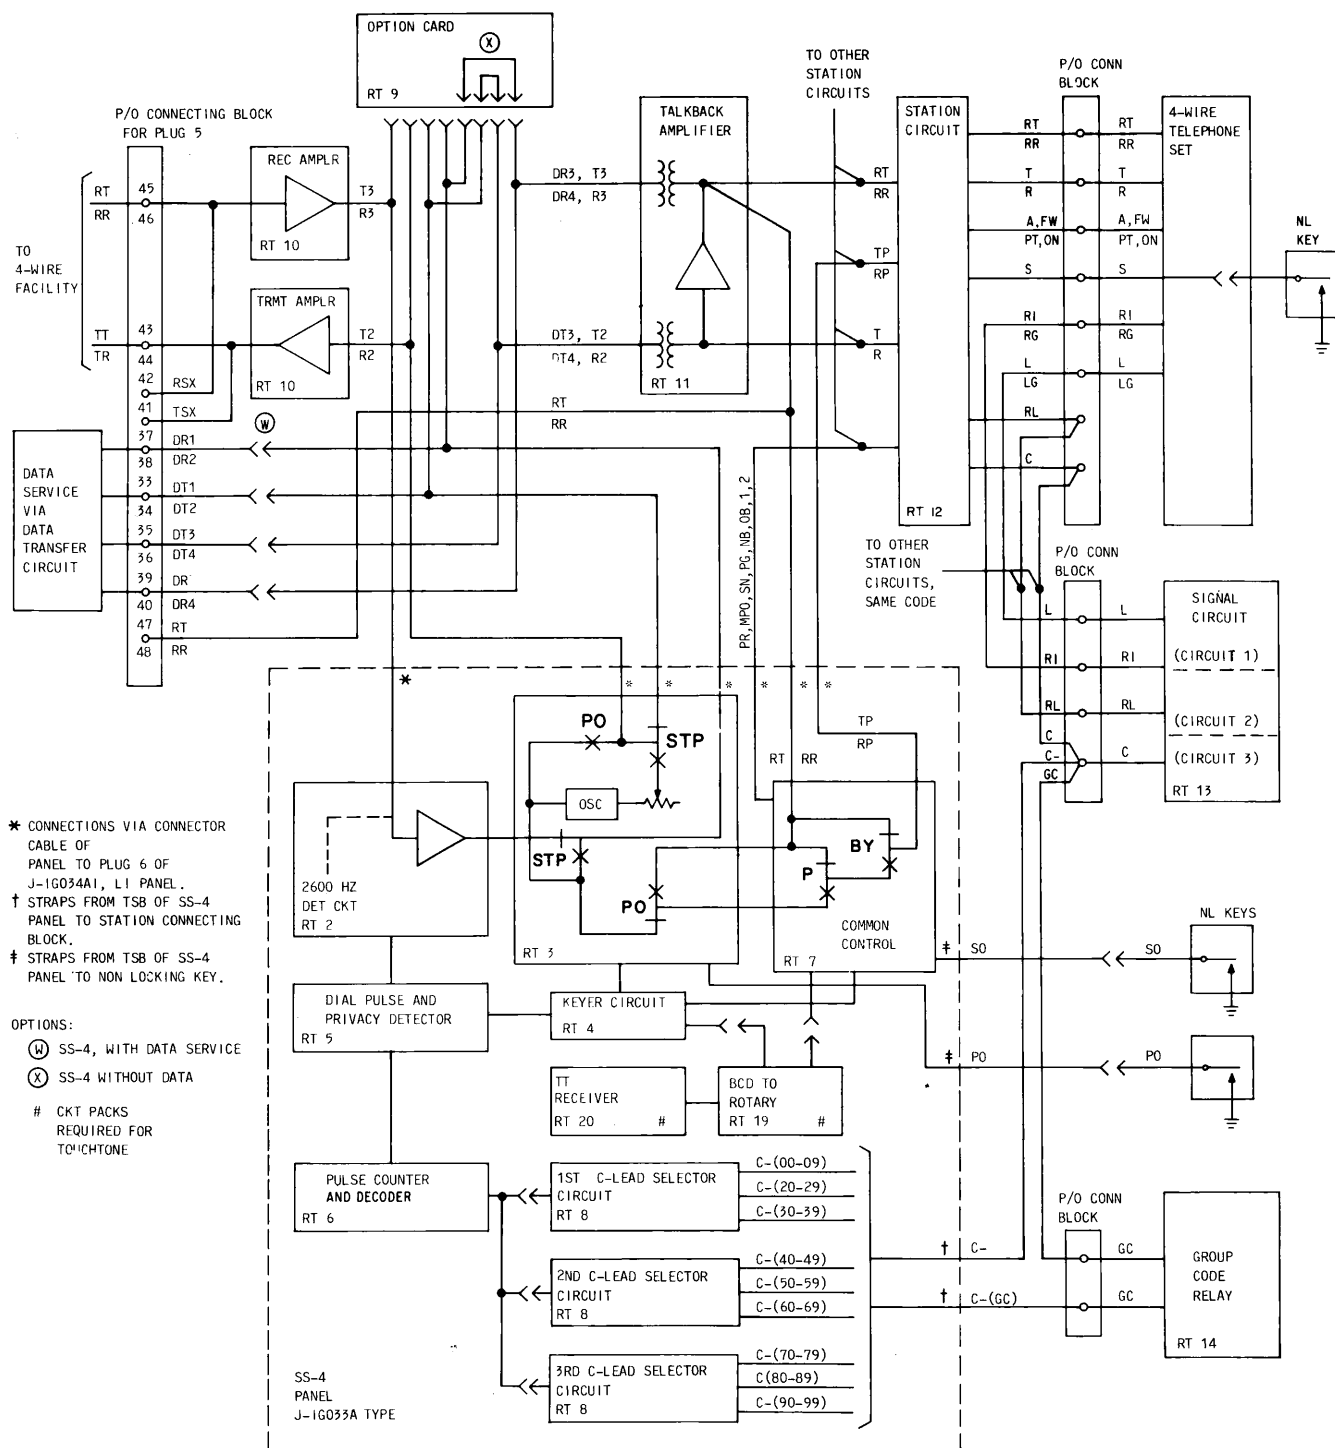 OPTION CARD
X
RT 9
P/O CONNECTING BLOCK
FOR PLUG 5
REC AMPLR
RT 10
T3
R3
TRMT AMPLR
RT 10
T2
R2
TO
4-WIRE
FACILITY
RT
RR
TT
TR
45
46
43
44
42
41
37
38
33
34
35
36
39
40
47
48
RSX
TSX
W
DR1
DR2
DT1
DT2
DT3
DT4
DR
DR4
RT
RR
DATA
SERVICE
VIA
DATA
TRANSFER
CIRCUIT
TALKBACK
AMPLIFIER
RT 11
DR3, T3
DR4, R3
DT3, T2
DT4, R2
RT
RR
TO OTHER
STATION
CIRCUITS
RT
RR
TP
RP
T
R
PR,MPO,SN,PG,NB,OB,1,2
STATION
CIRCUIT
RT 12
P/O CONN
BLOCK
RT
RR
T
R
A,FW
PT,ON
S
RI
RG
L
LG
RL
C
RT
RR
T
R
A,FW
PT,ON
S
RI
RG
L
LG
4-WIRE
TELEPHONE
SET
NL
KEY
TO OTHER
STATION
CIRCUITS,
SAME CODE
P/O CONN
BLOCK
L
RI
RL
C
C-
GC
L
RI
RL
C
SIGNAL
CIRCUIT
(CIRCUIT 1)
(CIRCUIT 2)
(CIRCUIT 3)
RT 13
* * * * * * *
PO
STP
OSC
STP
PO
RT 3
2600 HZ
DET CKT
RT 2
RT RR
TP
RP
BY
P
COMMON
CONTROL
RT 7
* CONNECTIONS VIA CONNECTOR
CABLE OF
PANEL TO PLUG 6 OF
J-1G034A1, L1 PANEL.
† STRAPS FROM TSB OF SS-4
PANEL TO STATION CONNECTING
BLOCK.
‡ STRAPS FROM TSB OF SS-4
PANEL TO NON LOCKING KEY.
OPTIONS:
W SS-4, WITH DATA SERVICE
X SS-4 WITHOUT DATA
# CKT PACKS
REQUIRED FOR
TOUCHTONE
DIAL PULSE AND
PRIVACY DETECTOR
RT 5
KEYER CIRCUIT
RT 4
TT
RECEIVER
RT 20 #
BCD TO
ROTARY
RT 19 #
‡ SO
SO
NL KEYS
‡ PO
PO
PULSE COUNTER
AND DECODER
RT 6
1ST C-LEAD SELECTOR
CIRCUIT
RT 8
C-(00-09)
C-(20-29)
C-(30-39)
2ND C-LEAD SELECTOR
CIRCUIT
RT 8
C-(40-49)
C-(50-59)
C-(60-69)
3RD C-LEAD SELECTOR
CIRCUIT
RT 8
C-(70-79)
C(80-89)
C-(90-99)
† C-
† C-(GC)
P/O CONN
BLOCK
GC
GC
GROUP
CODE
RELAY
RT 14
SS-4
PANEL
J-1G033A TYPE